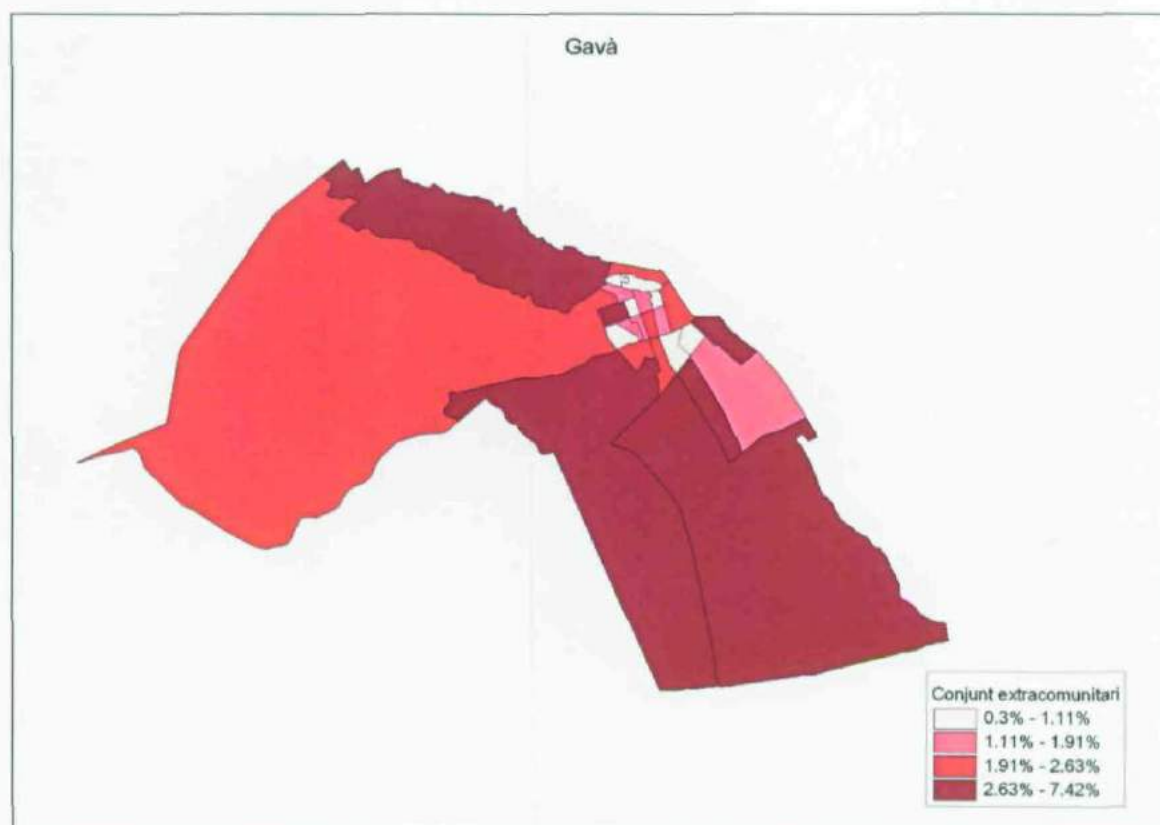 Gavà
Conjunt extracomunitari
0.3% - 1.11%
1.11% - 1.91%
1.91% - 2.63%
2.63% - 7.42%